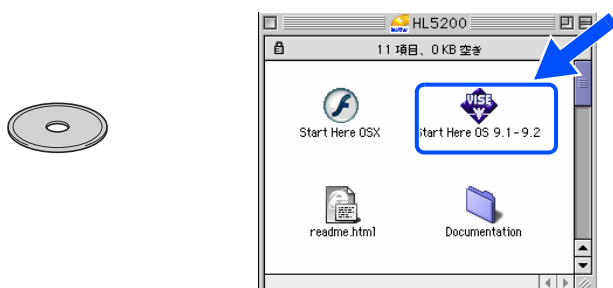 HL5200
11 項目、0 KB 空き
Start Here OSX
Start Here OS 9.1-9.2
readme.html
Documentation